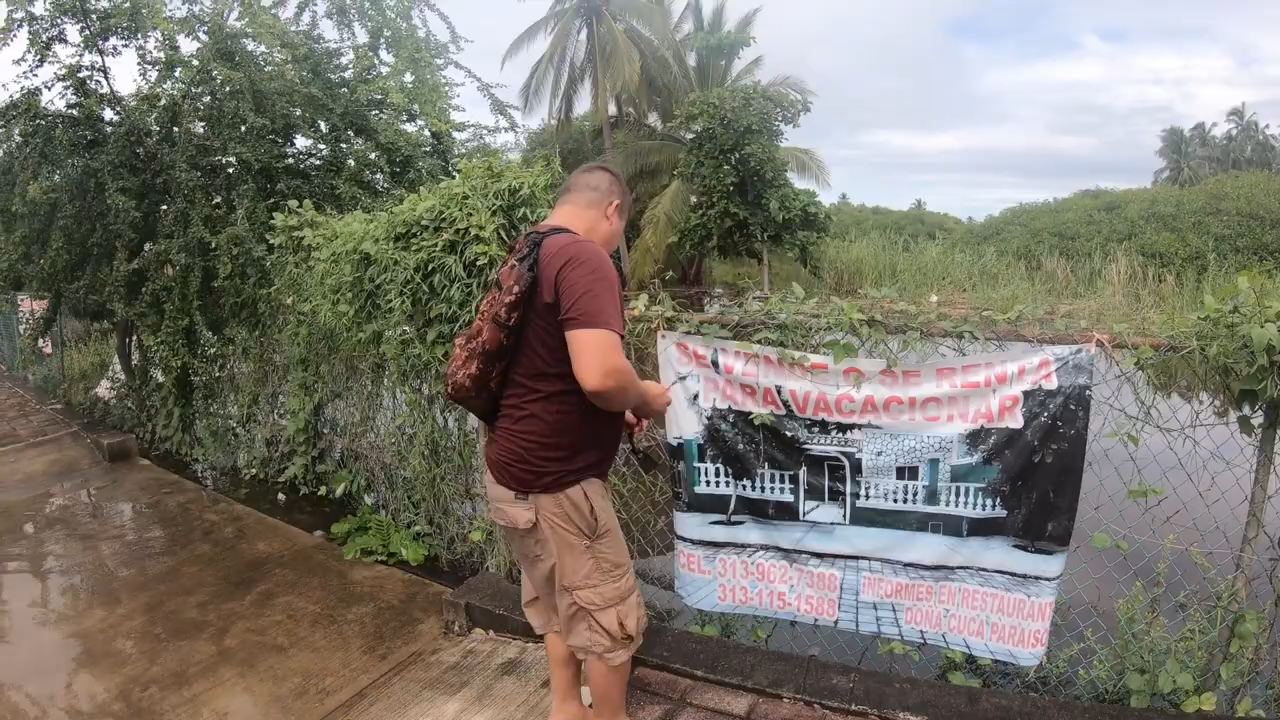 SE VENDE O SE RENTA
PARA VACACIONAR
CEL. 313-962-7388
313-115-1588
INFORMES EN RESTAURANT
DOÑA CUCA PARAISO